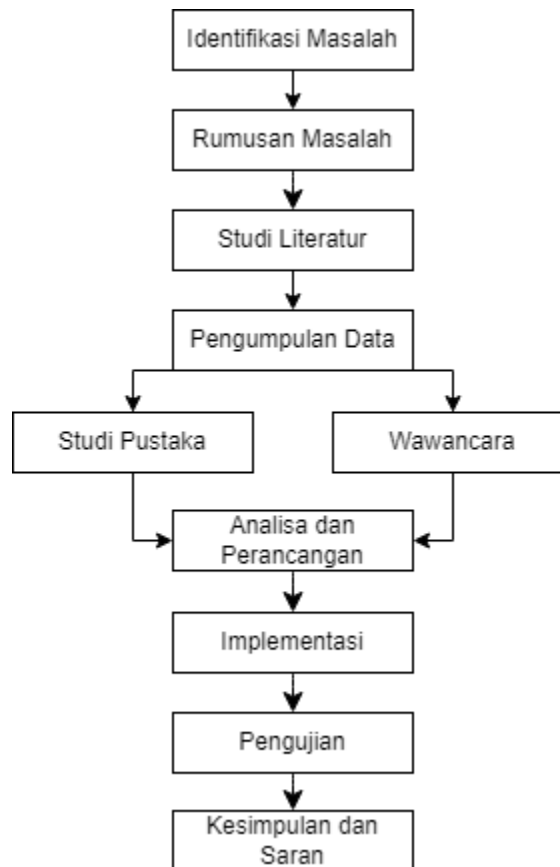 Identifikasi Masalah
Rumusan Masalah
Studi Literatur
Pengumpulan Data
Studi Pustaka
Wawancara
Analisa dan
Perancangan
Implementasi
Pengujian
Kesimpulan dan
Saran